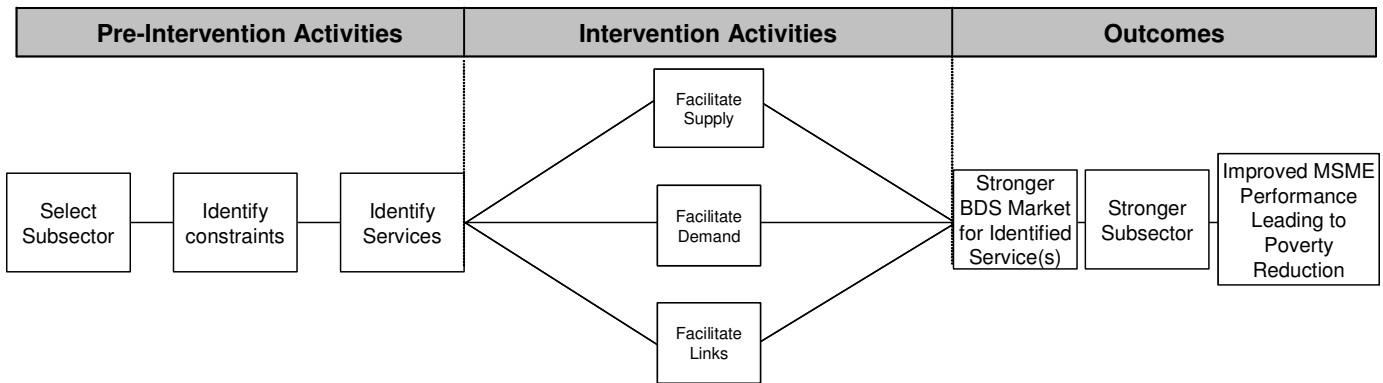 Pre-Intervention Activities
Intervention Activities
Outcomes
Select
Subsector
Identify
constraints
Identify
Services
Facilitate
Supply
Facilitate
Demand
Facilitate
Links
Stronger
BDS Market
for Identified
Service(s)
Stronger
Subsector
Improved MSME
Performance
Leading to
Poverty
Reduction